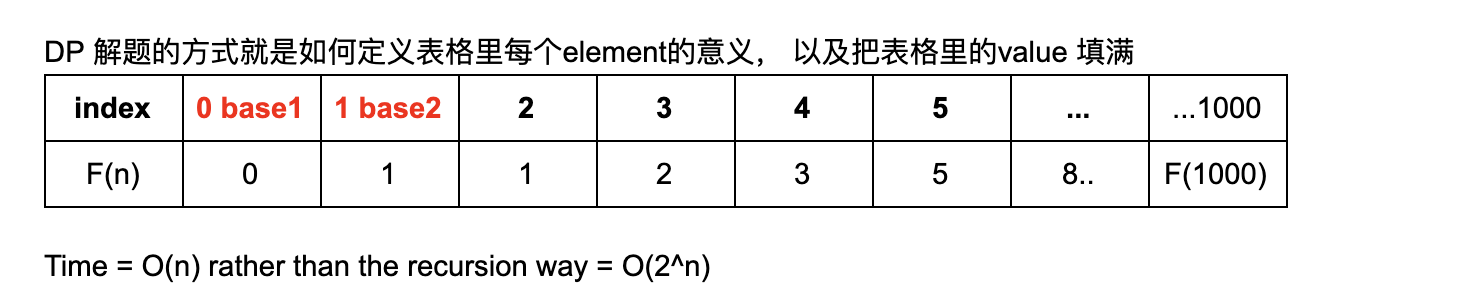 DP 解题的方式就是如何定义表格里每个element的意义， 以及把表格里的value 填满
index 0 base1 1 base2 2 3 4 5 ... ...1000
F(n) 0 1 1 2 3 5 8.. F(1000)
Time = O(n) rather than the recursion way = O(2^n)